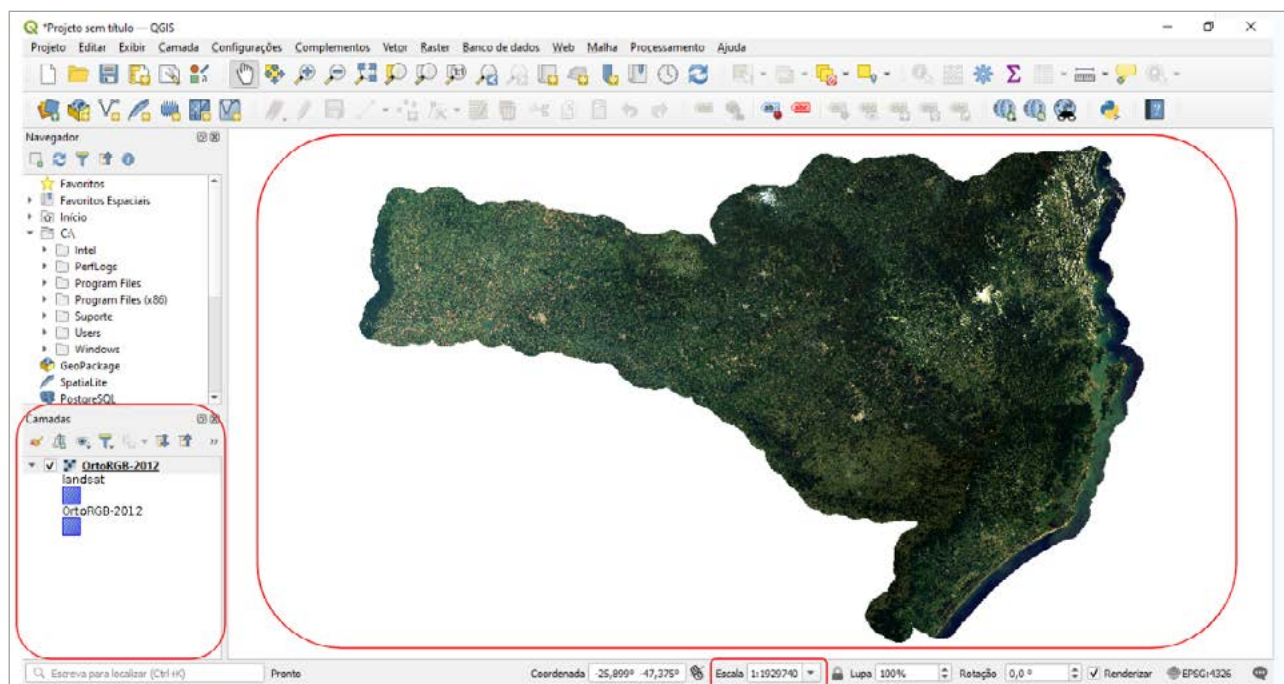 *Projeto sem título — QGIS
Projeto Editar Exibir Camada Configurações Complementos Vetor Raster Banco de dados Web Malha Processamento Ajuda
Navegador
Favoritos
Favoritos Espaciais
Início
C:\
Intel
PerfLogs
Program Files
Program Files (x86)
Suporte
Users
Windows
GeoPackage
SpatiaLite
PostgreSQL
Camadas
OrtoRGB-2012
landsat
OrtoRGB-2012
Escreva para localizar (Ctrl+K) Pronto Coordenada -25,899° -47,375° Escala 1:1929740 Lupa 100% Rotação 0,0 ° Renderizar EPSG:4326